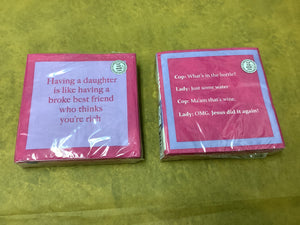 Having a daughter
is like having a
broke best friend
who thinks
you're rich
Cop: What's in the bottle?
Lady: Just some water
Cop: Ma'am that's wine.
Lady: OMG. Jesus did it again!